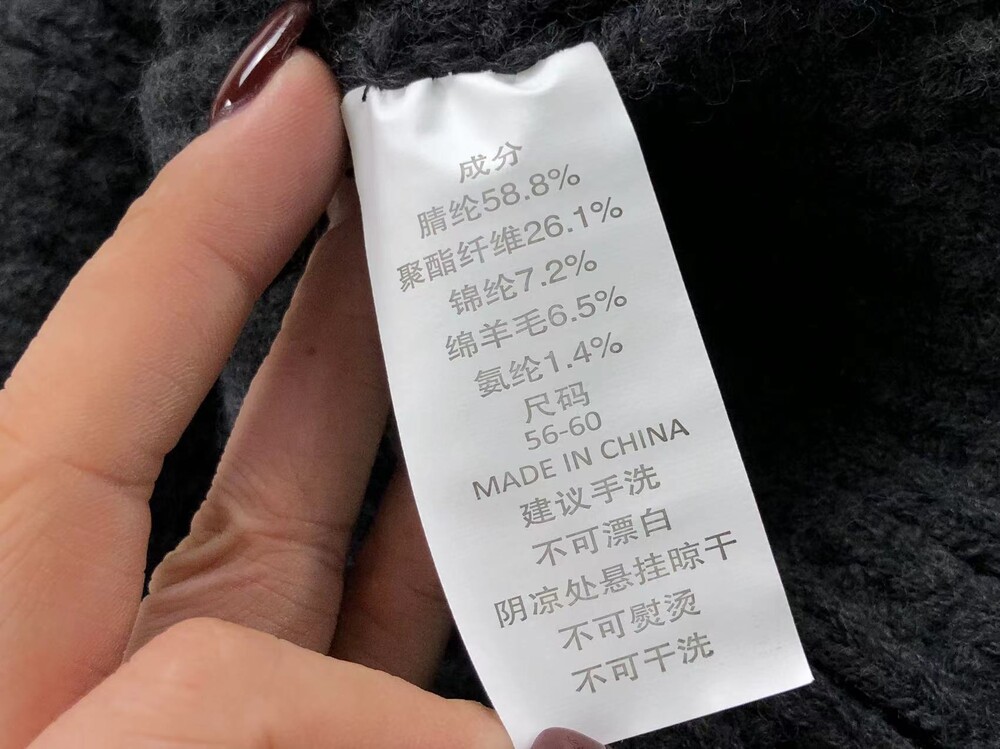 成分
腈纶58.8%
聚酯纤维26.1%
锦纶7.2%
绵羊毛6.5%
氨纶1.4%
尺码
56-60
MADE IN CHINA
建议手洗
不可漂白
阴凉处悬挂晾干
不可熨烫
不可干洗